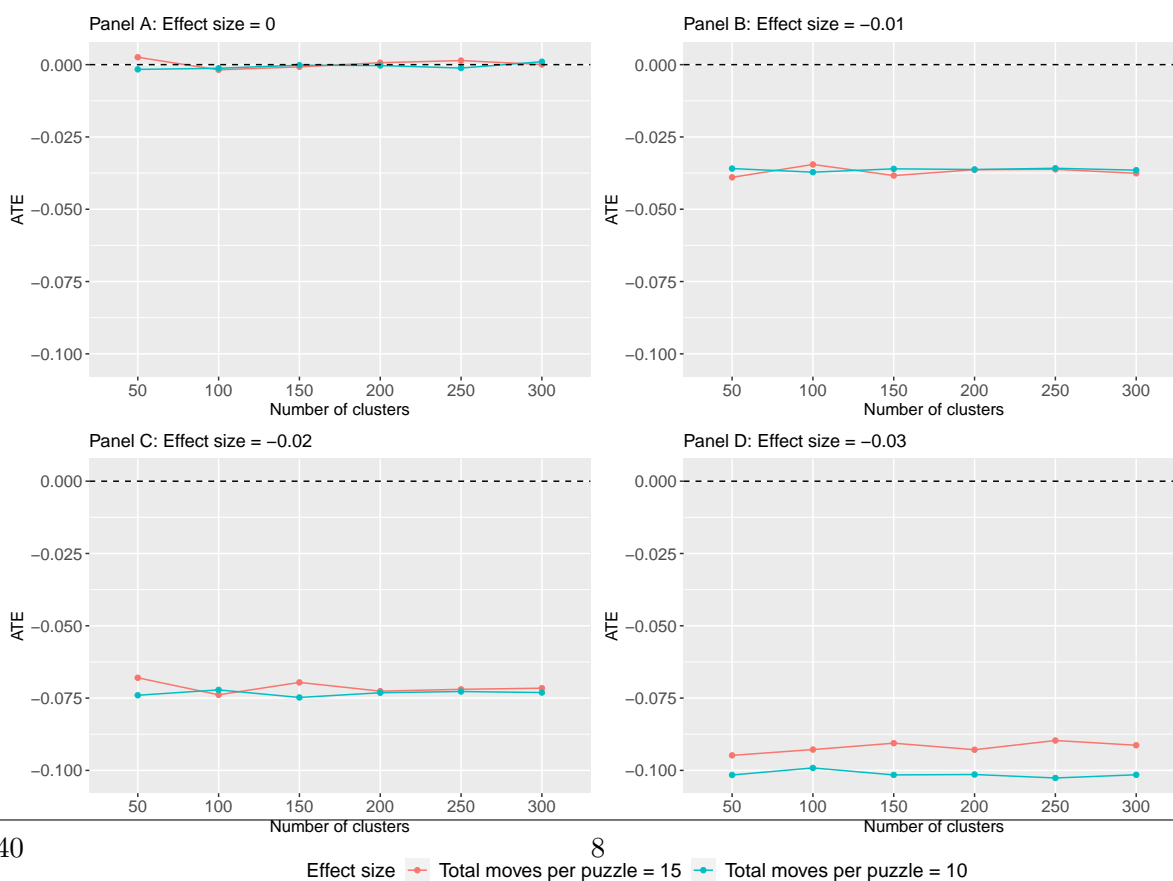 Panel A: Effect size = 0
0.000
−0.025
−0.050
−0.075
−0.100
ATE
50 100 150 200 250 300
Number of clusters
Panel B: Effect size = −0.01
0.000
−0.025
−0.050
−0.075
−0.100
ATE
50 100 150 200 250 300
Number of clusters
Panel C: Effect size = −0.02
0.000
−0.025
−0.050
−0.075
−0.100
ATE
50 100 150 200 250 300
Number of clusters
Panel D: Effect size = −0.03
0.000
−0.025
−0.050
−0.075
−0.100
ATE
50 100 150 200 250 300
Number of clusters
40 8
Effect size Total moves per puzzle = 15 Total moves per puzzle = 10